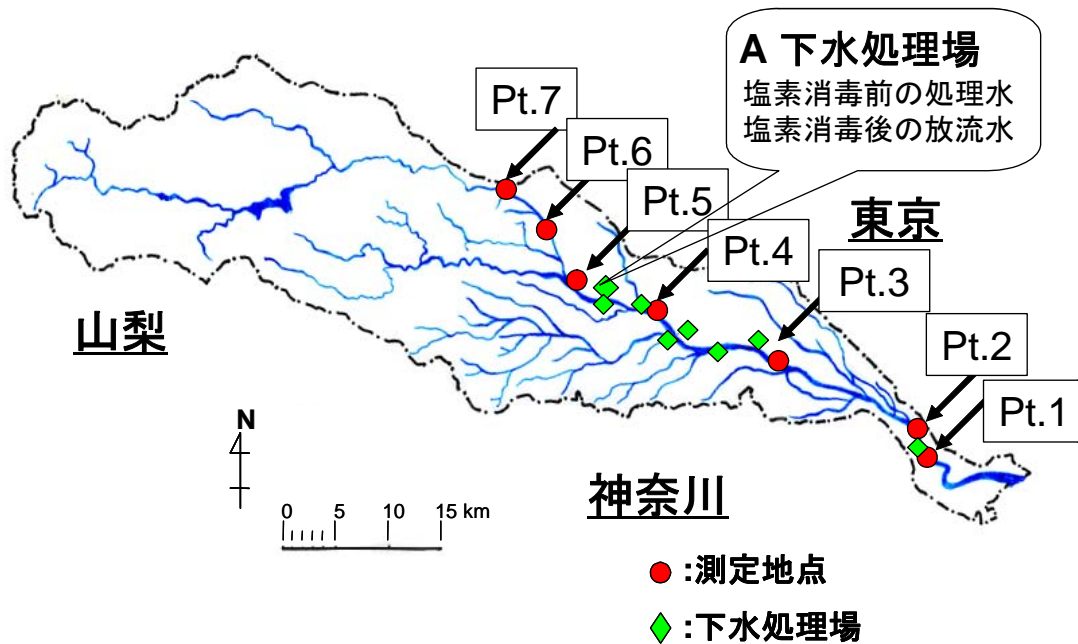 A 下水処理場
塩素消毒前の処理水
塩素消毒後の放流水
Pt.7
Pt.6
Pt.5
Pt.4
東京
Pt.3
山梨
Pt.2
Pt.1
N
神奈川
0 5 10 15 km
:測定地点
:下水処理場